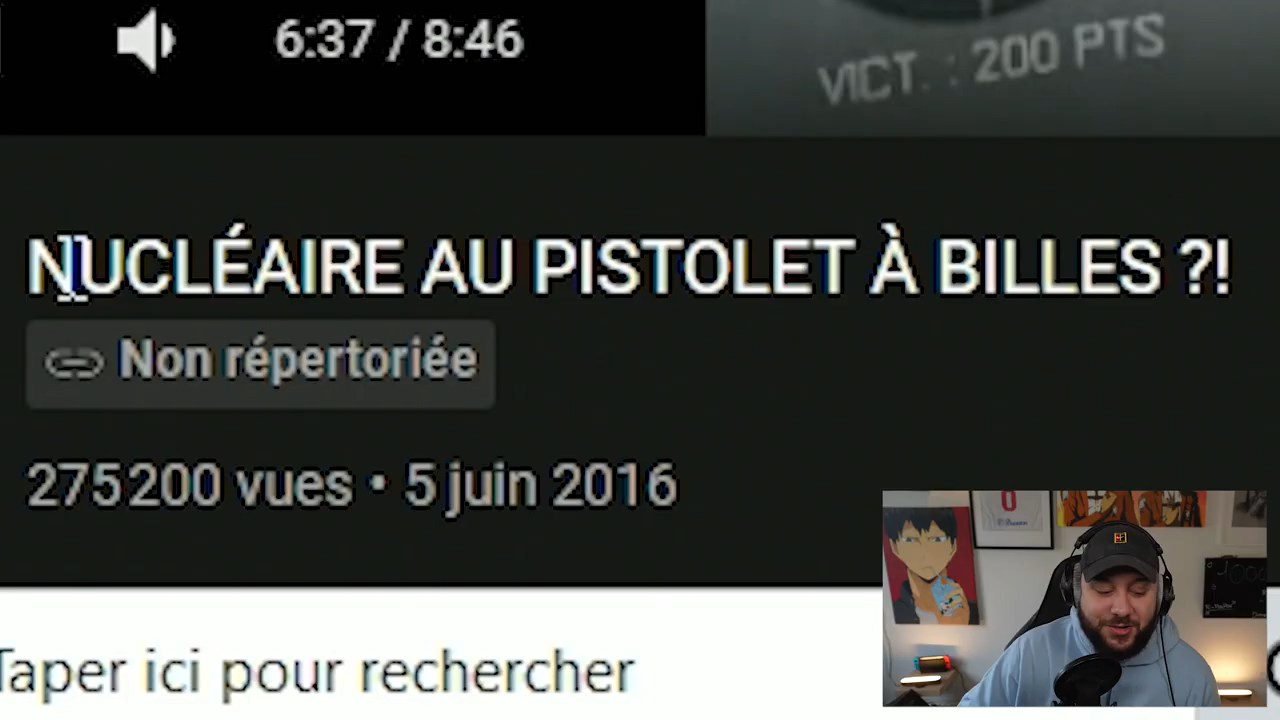 6:37 / 8:46
VICT. : 200 PTS
NUCLÉAIRE AU PISTOLET À BILLES ?!
Non répertoriée
275 200 vues • 5 juin 2016
Taper ici pour rechercher
0